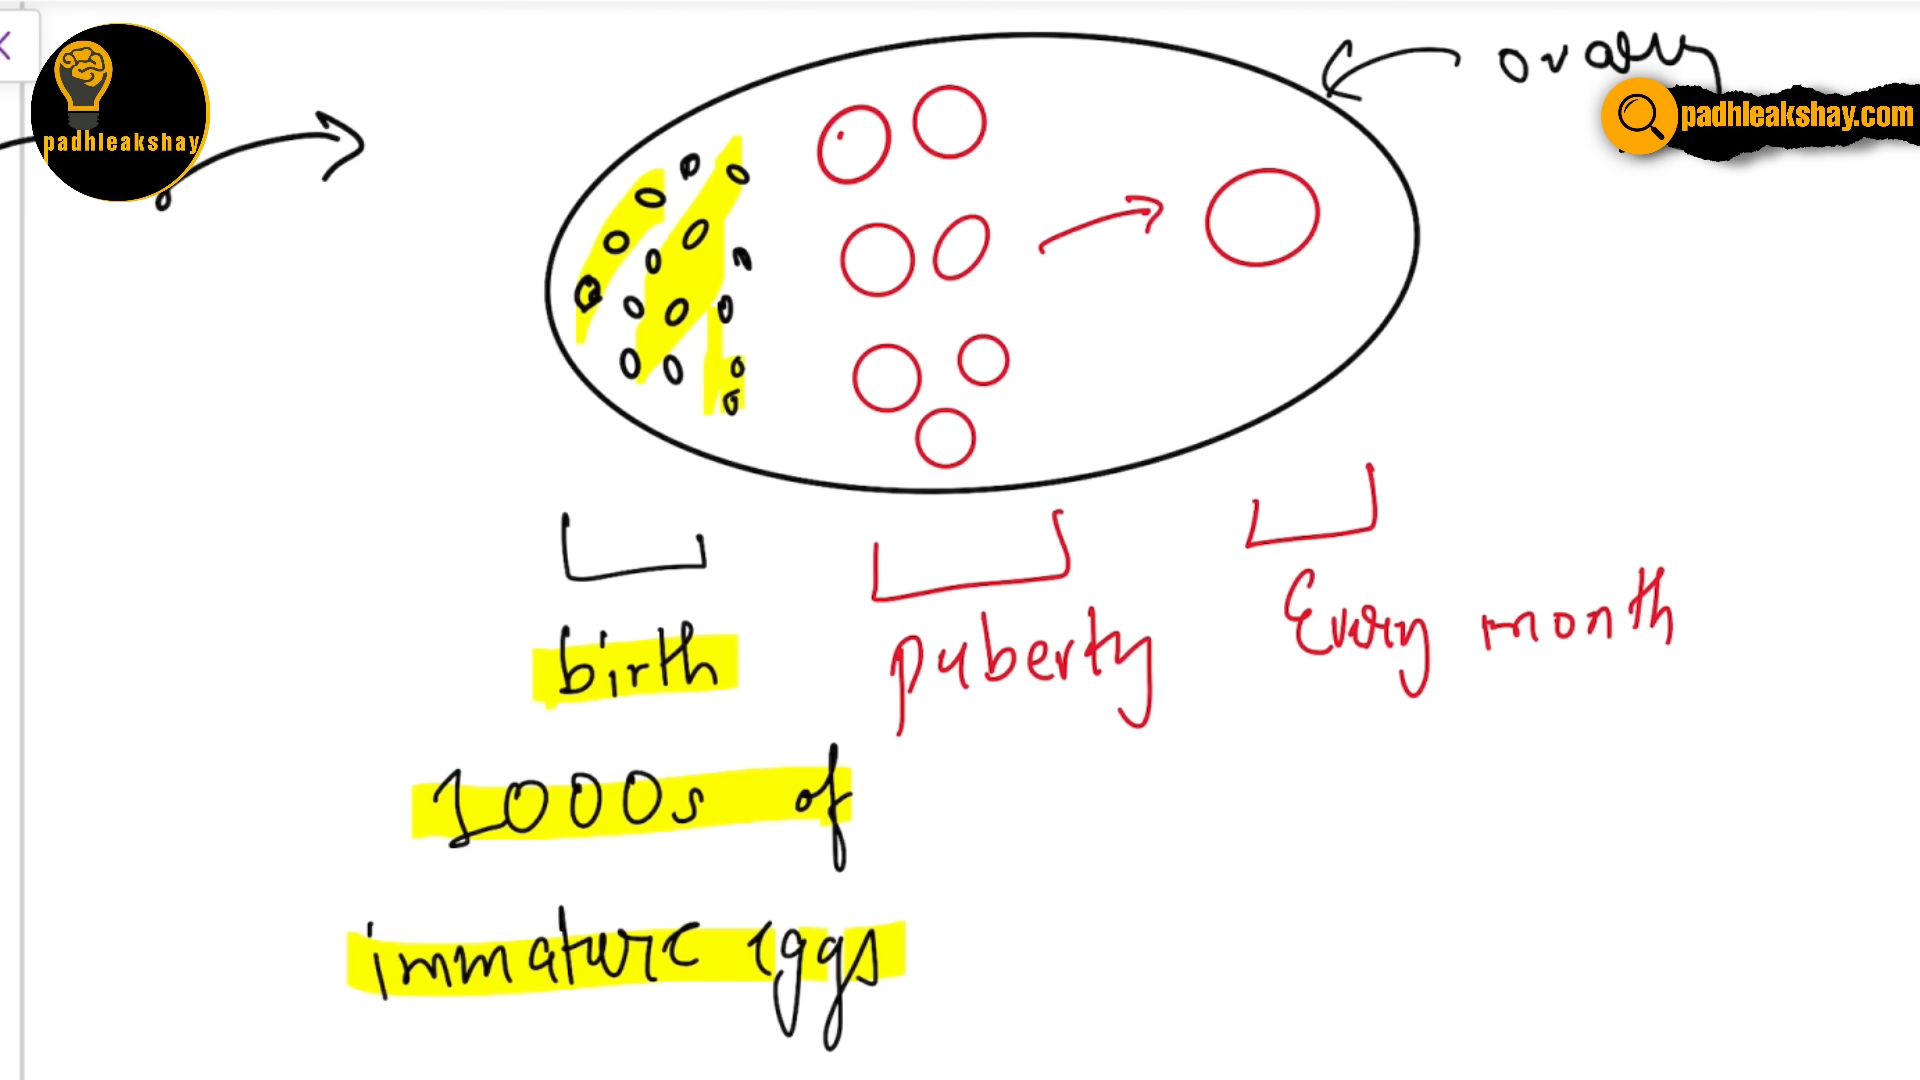 padhleakshay
ovary
padhleakshay.com
birth
puberty
Every month
1000s of
immature eggs